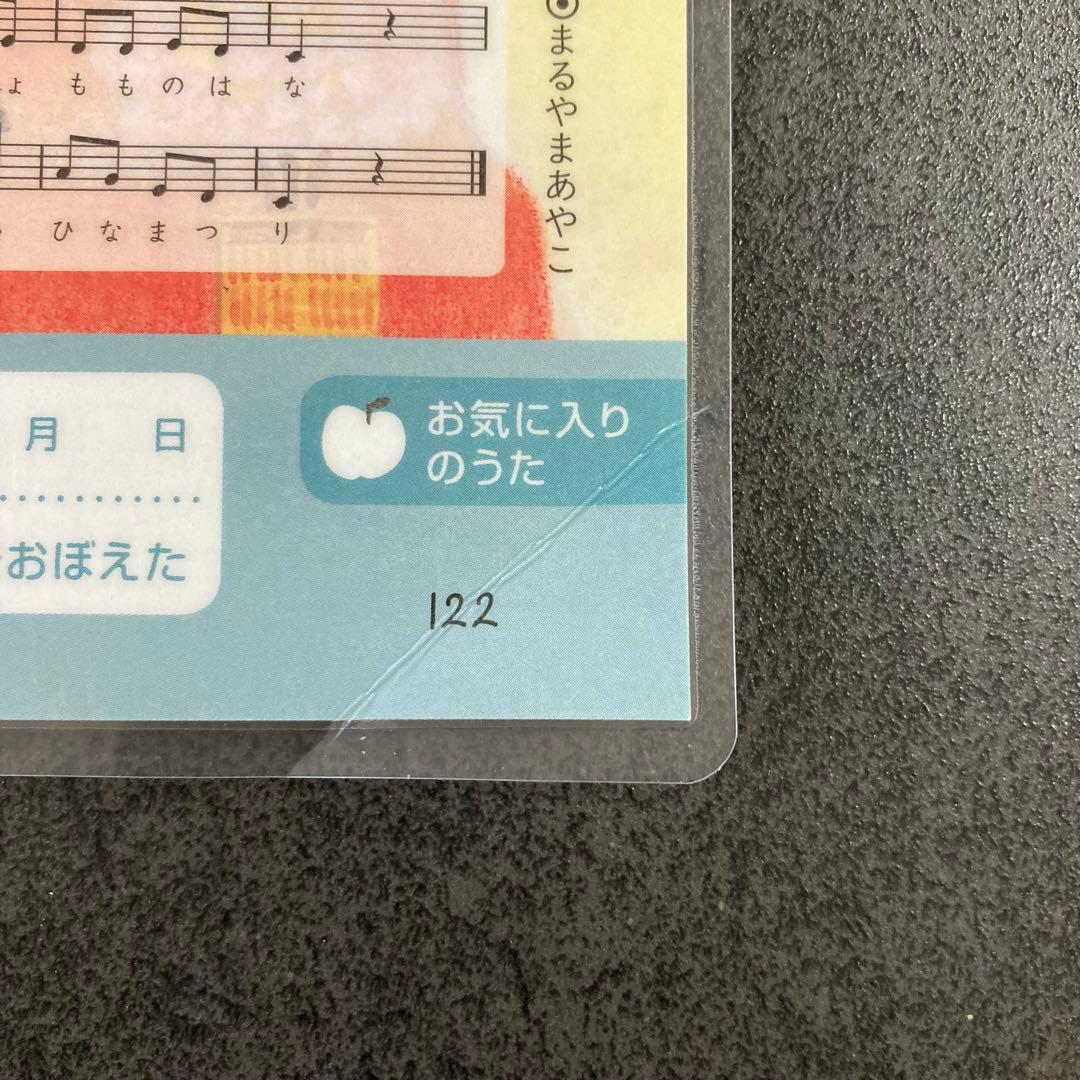 もものはな
ひなまつり
◉まるやまあやこ
月 日
おぼえた
お気に入り
のうた
122